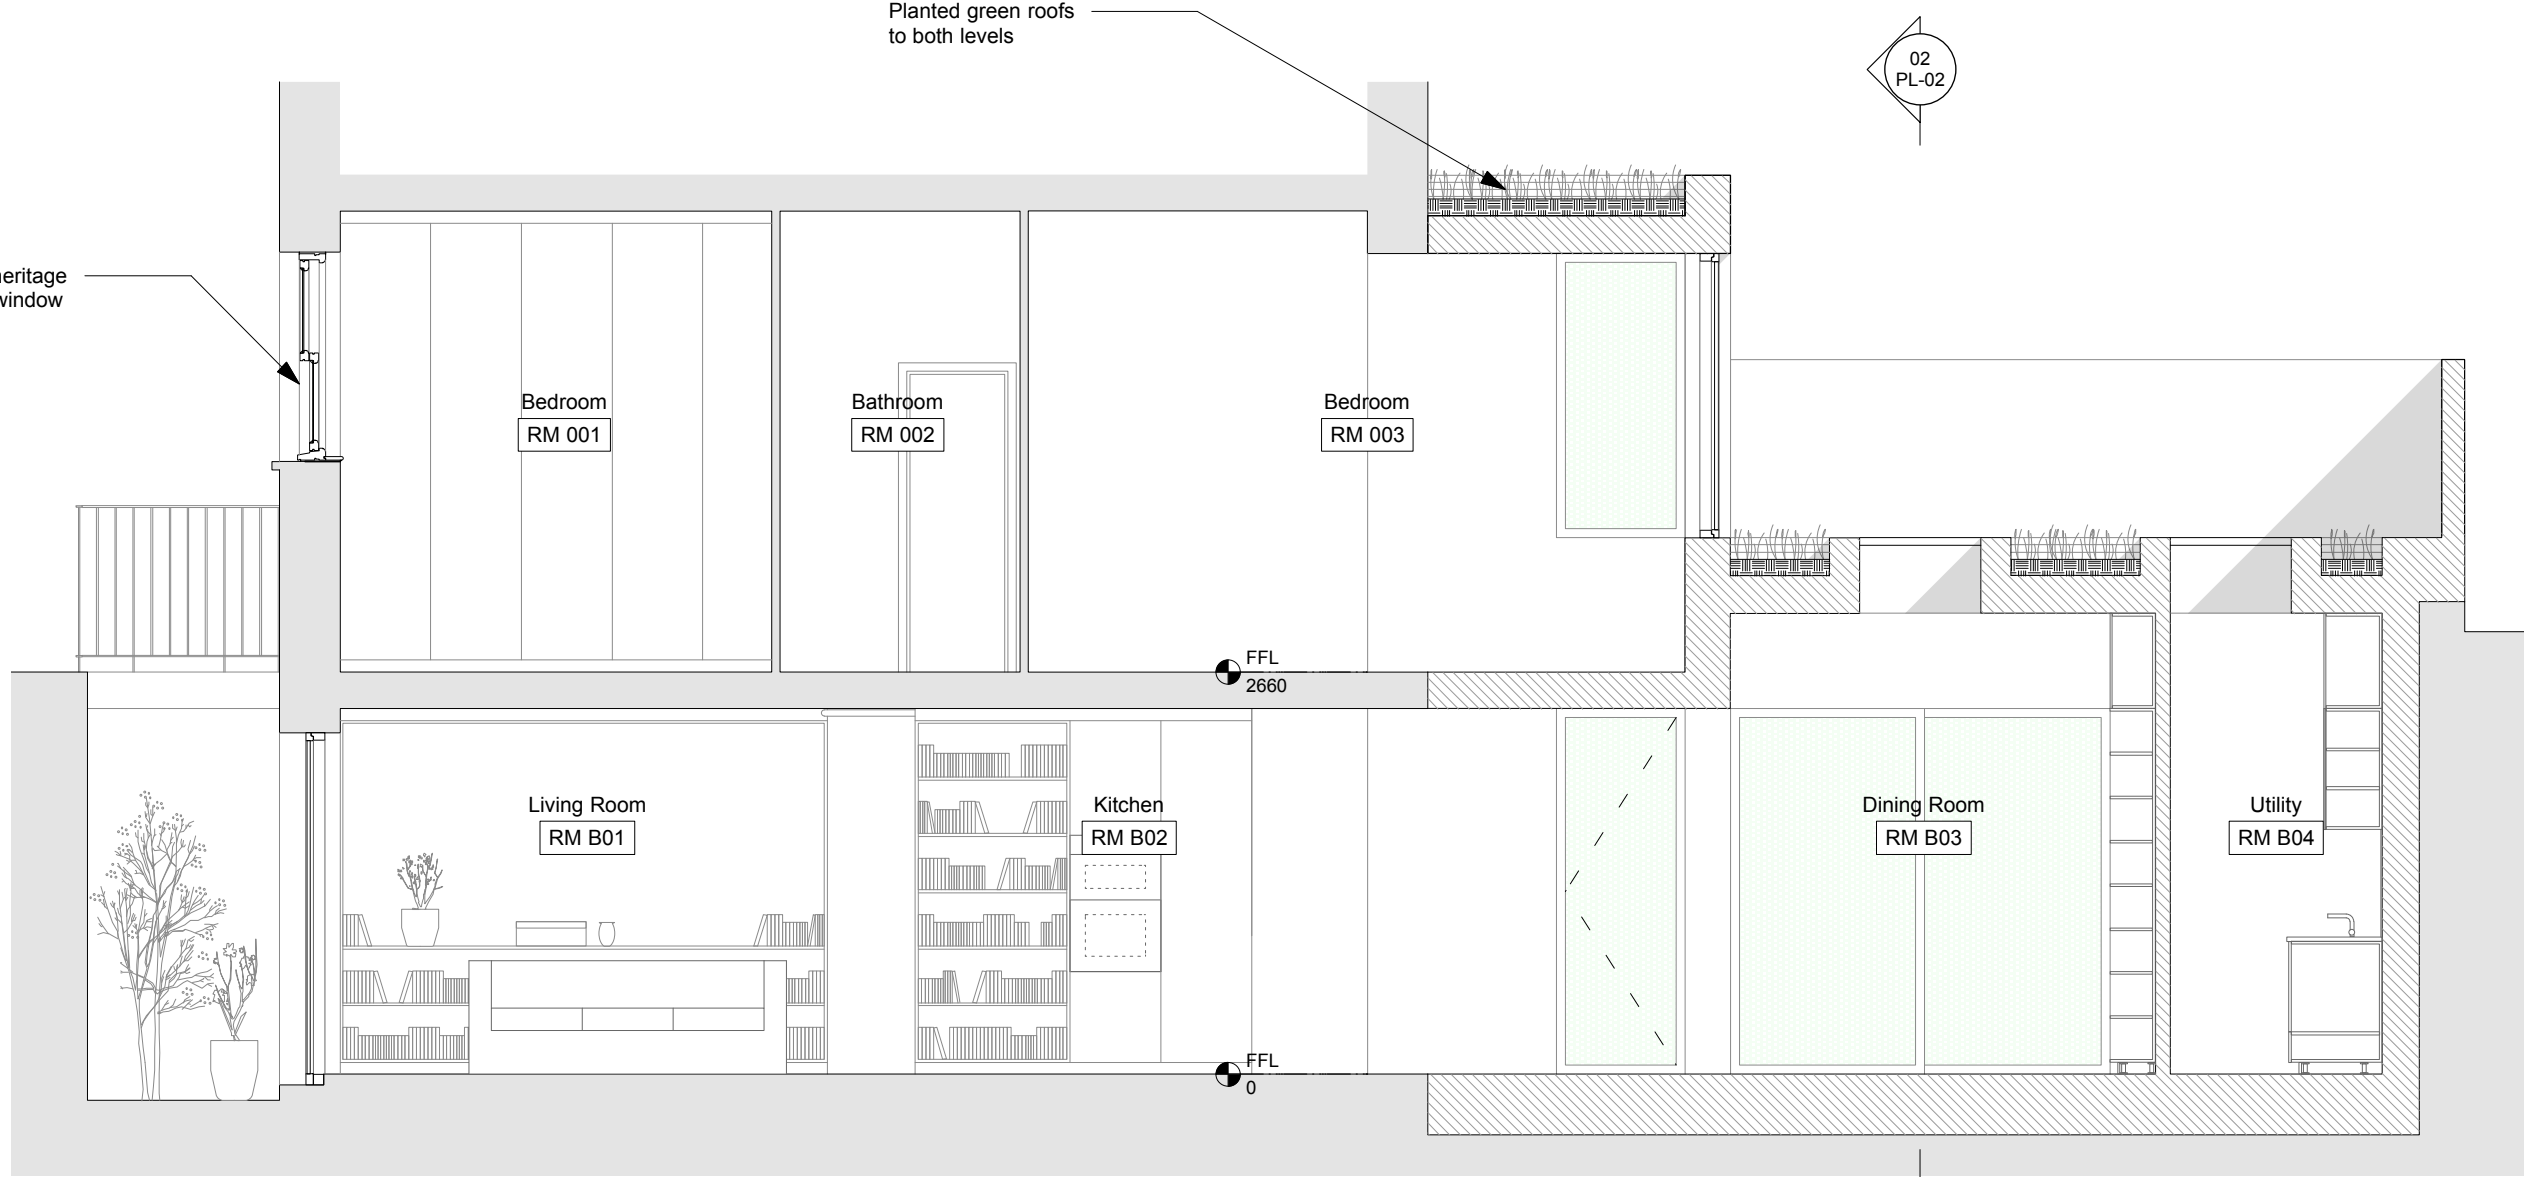 Planted green roofs
to both levels
02
PL-02
window
Bedroom
RM 001
Bathroom
RM 002
Bedroom
RM 003
FFL
2660
Living Room
RM B01
Kitchen
RM B02
Dining Room
RM B03
Utility
RM B04
FFL
0